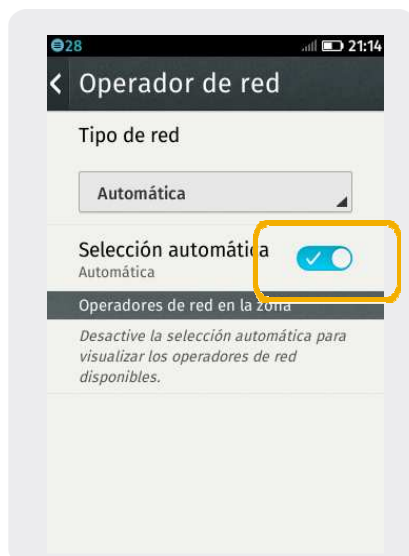 28 21:14
Operador de red
Tipo de red
Automática
Selección automática
Automática
Operadores de red en la zona
Desactive la selección automática para
visualizar los operadores de red
disponibles.